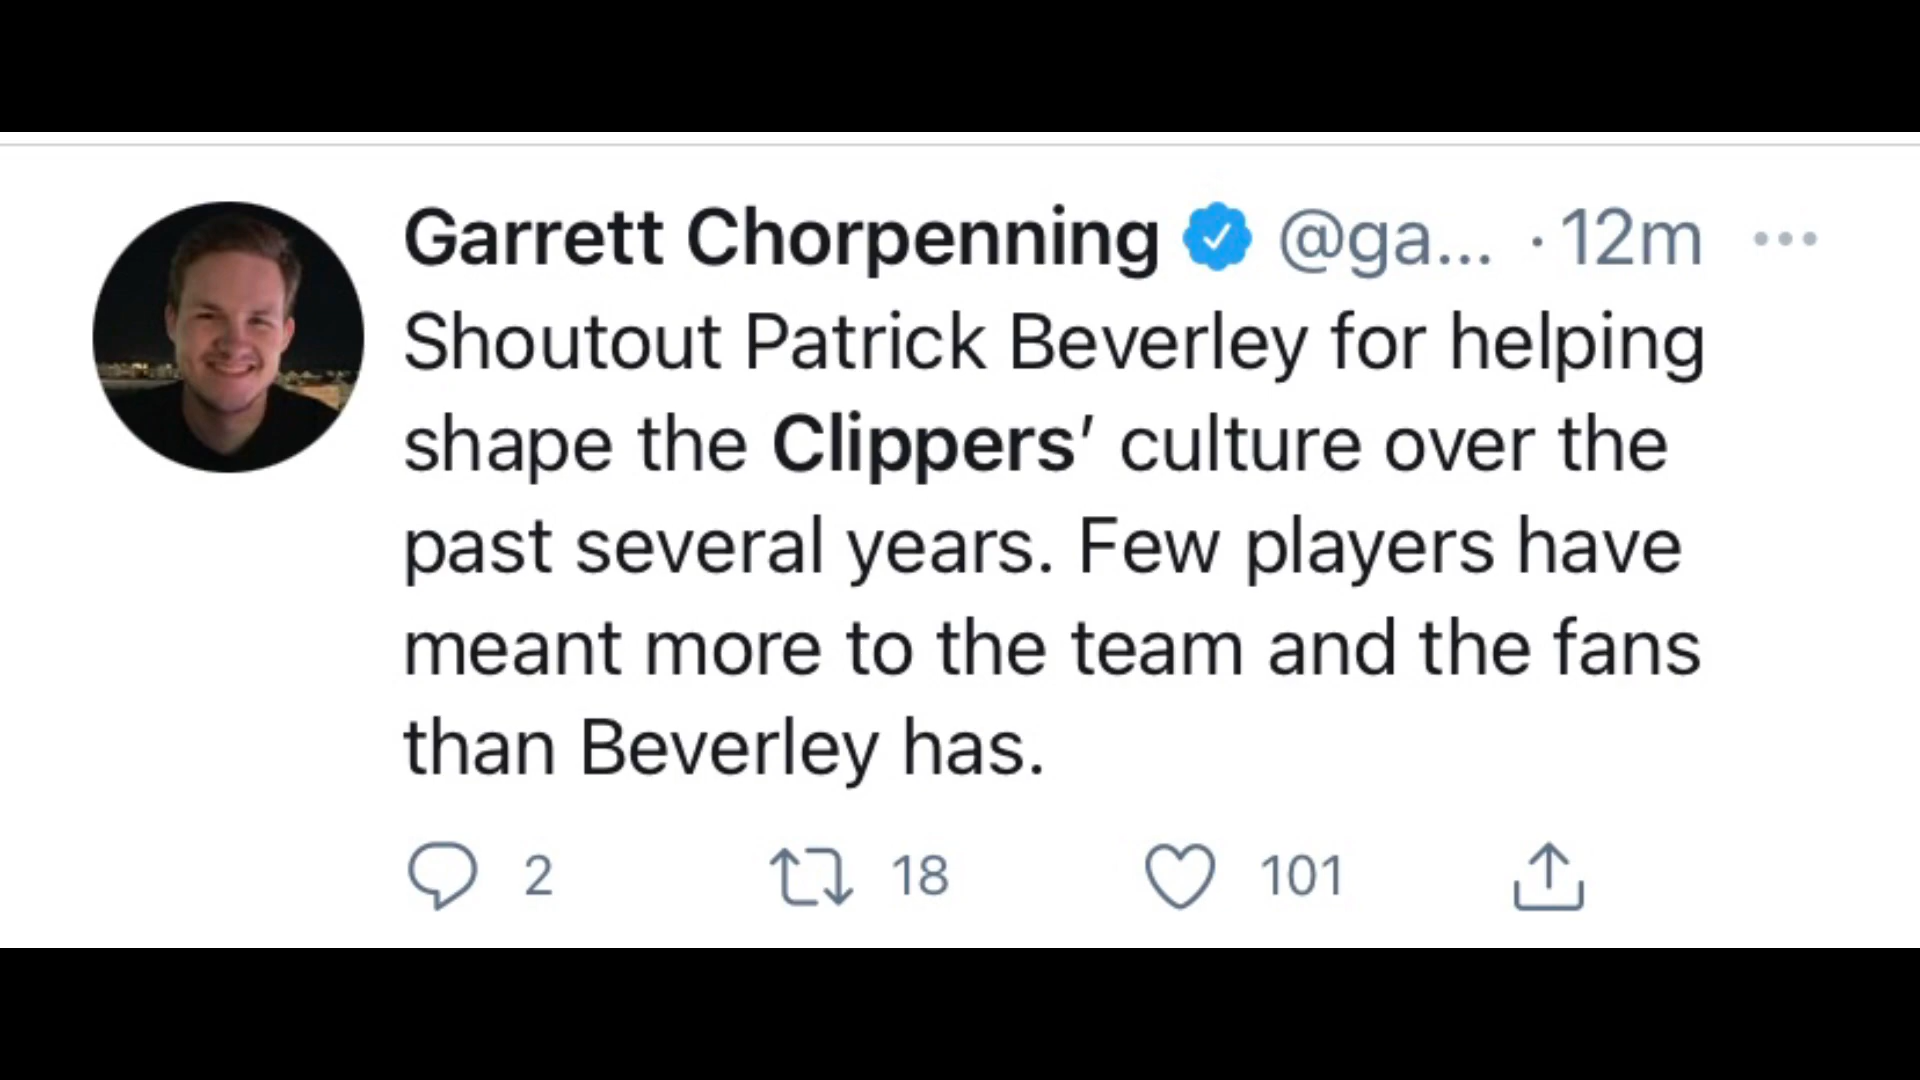 Garrett Chorpenning @ga... · 12m
Shoutout Patrick Beverley for helping
shape the Clippers’ culture over the
past several years. Few players have
meant more to the team and the fans
than Beverley has.
2 18 101